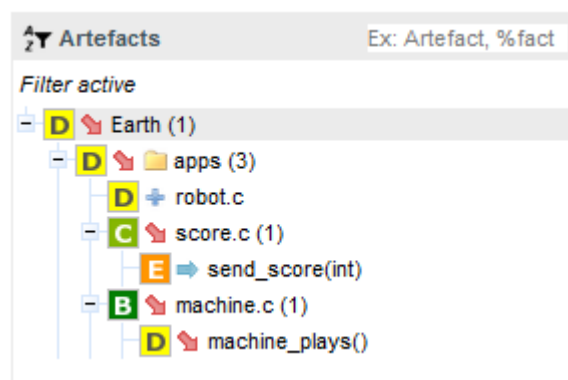 A
Z Artefacts Ex: Artefact, %fact
Filter active
D Earth (1)
D apps (3)
D robot.c
C score.c (1)
E send_score(int)
B machine.c (1)
D machine_plays()